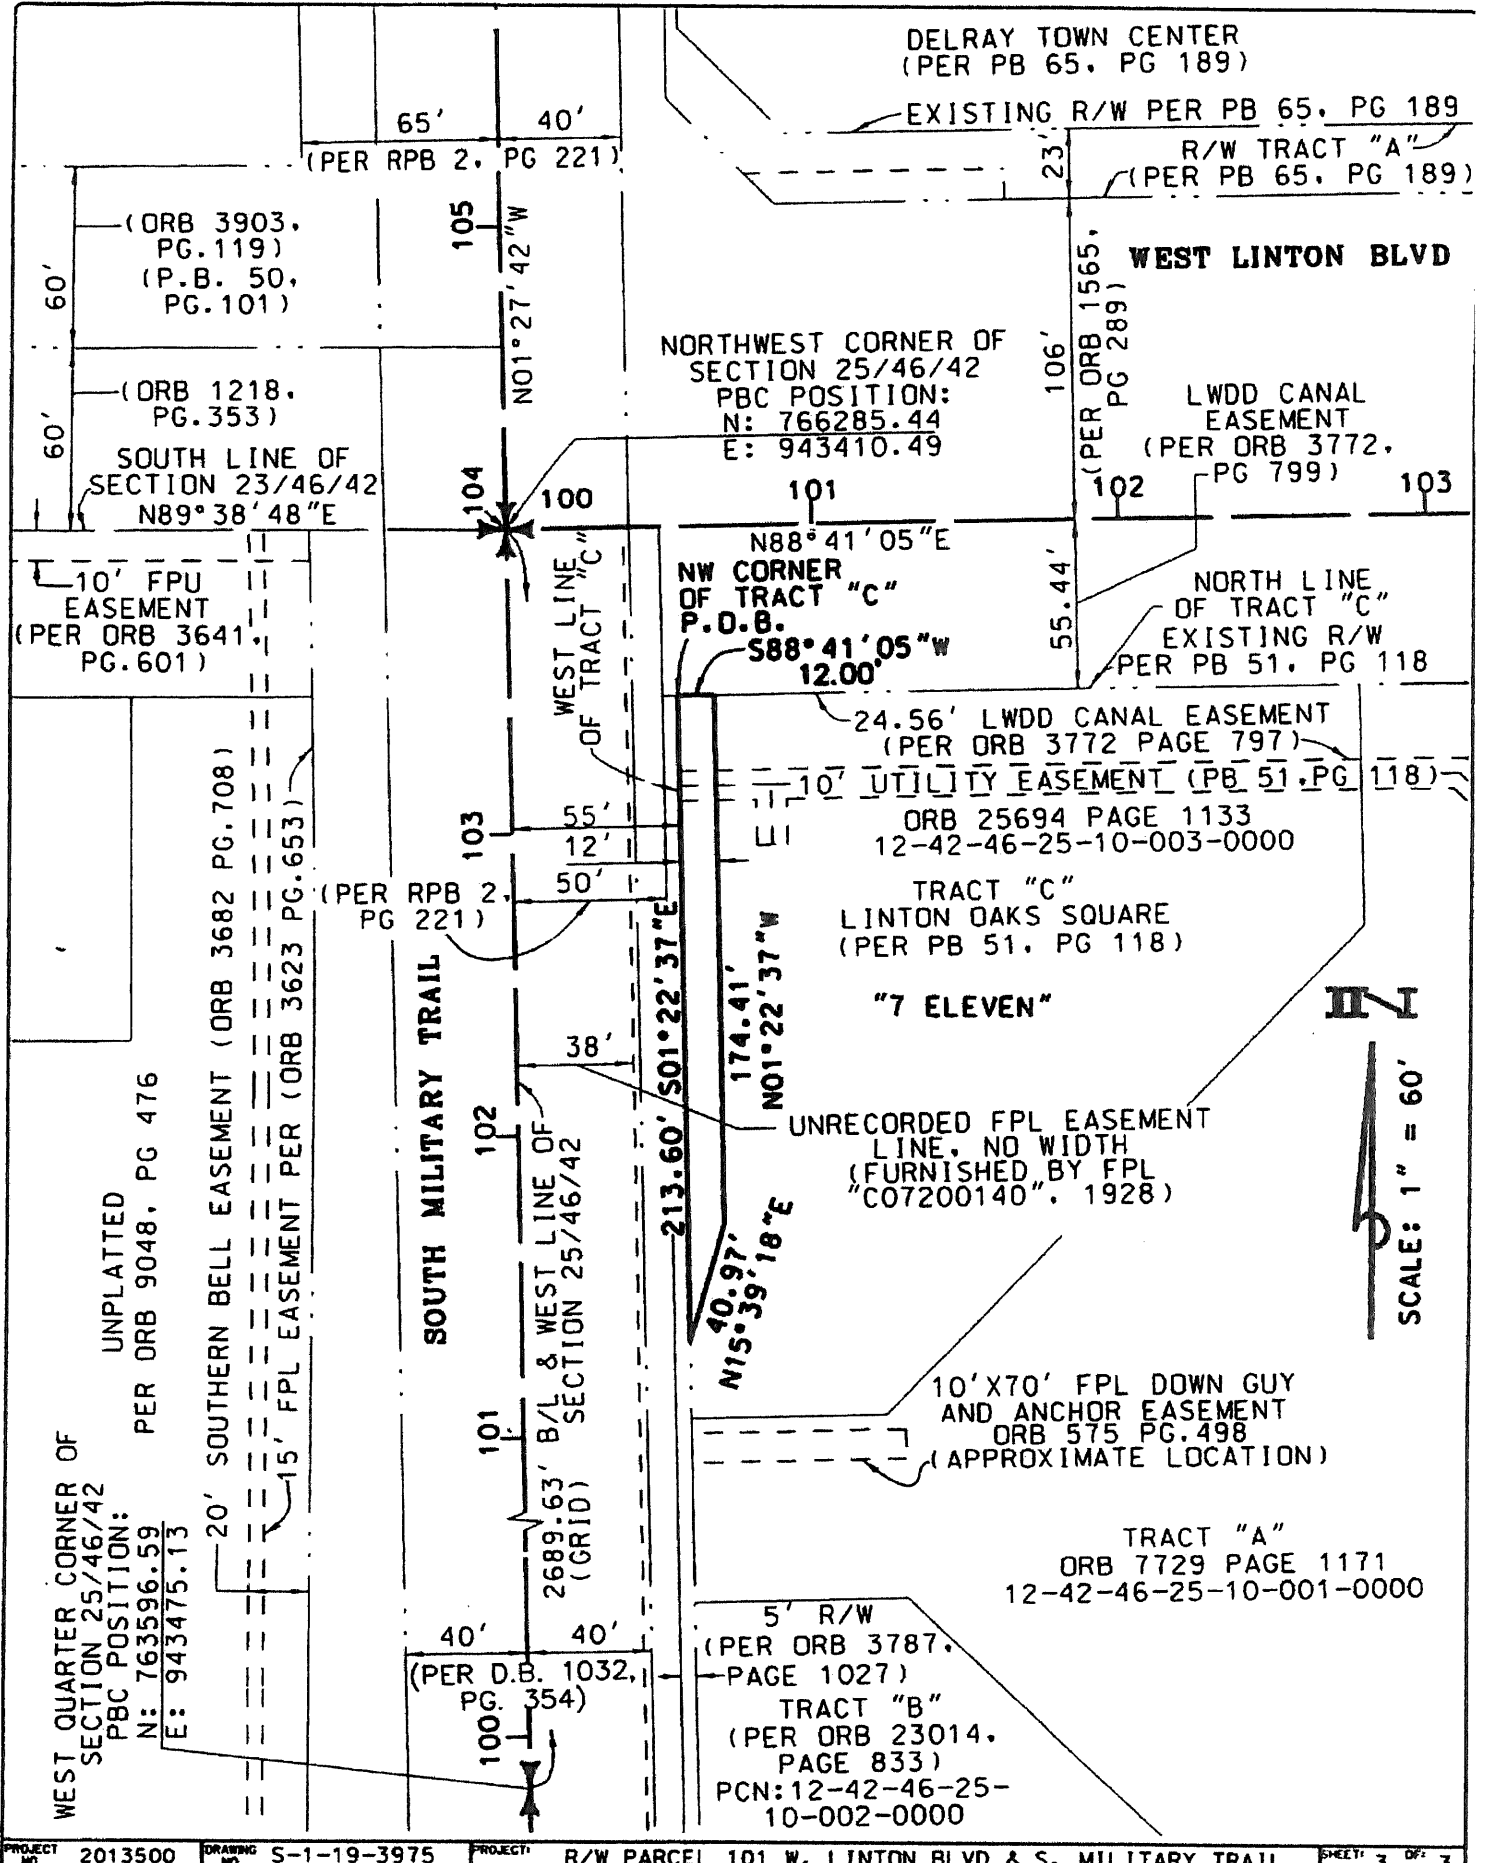 DELRAY TOWN CENTER
(PER PB 65, PG 189)
EXISTING R/W PER PB 65, PG 189
R/W TRACT "A"
(PER PB 65, PG 189)
23'
65'
40'
(PER RPB 2, PG 221)
105
N01°27'42"W
(ORB 3903,
PG.119)
(P.B. 50,
PG.101)
60'
(ORB 1218,
PG.353)
60'
WEST LINTON BLVD
(PER ORB 1565,
PG 289)
106'
NORTHWEST CORNER OF
SECTION 25/46/42
PBC POSITION:
N: 766285.44
E: 943410.49
LWDD CANAL
EASEMENT
(PER ORB 3772,
PG 799)
SOUTH LINE OF
SECTION 23/46/42
N89°38'48"E
104
100
101
102
103
N88°41'05"E
10' FPU
EASEMENT
(PER ORB 3641,
PG.601)
WEST LINE
OF TRACT "C"
NW CORNER
OF TRACT "C"
P.O.B.
S88°41'05"W
12.00'
55.44'
NORTH LINE
OF TRACT "C"
EXISTING R/W
PER PB 51, PG 118
24.56' LWDD CANAL EASEMENT
(PER ORB 3772 PAGE 797)
10' UTILITY EASEMENT (PB 51,PG 118)
ORB 25694 PAGE 1133
12-42-46-25-10-003-0000
103
55'
12'
50'
(PER RPB 2,
PG 221)
TRACT "C"
LINTON OAKS SQUARE
(PER PB 51, PG 118)
"7 ELEVEN"
213.60' S01°22'37"E
174.41'
N01°22'37"W
38'
102
SOUTH MILITARY TRAIL
UNRECORDED FPL EASEMENT
LINE, NO WIDTH
(FURNISHED BY FPL
"C07200140", 1928)
40.97'
N15°39'18"E
SCALE: 1" = 60'
UNPLATTED
PER ORB 9048, PG 476
20' SOUTHERN BELL EASEMENT (ORB 3682 PG.708)
15' FPL EASEMENT PER (ORB 3623 PG.653)
2689.63' B/L & WEST LINE OF
(GRID) SECTION 25/46/42
101
10'X70' FPL DOWN GUY
AND ANCHOR EASEMENT
ORB 575 PG.498
(APPROXIMATE LOCATION)
WEST QUARTER CORNER OF
SECTION 25/46/42
PBC POSITION:
N: 763596.59
E: 943475.13
TRACT "A"
ORB 7729 PAGE 1171
12-42-46-25-10-001-0000
40'
40'
(PER D.B. 1032,
PG. 354)
100
5' R/W
(PER ORB 3787,
PAGE 1027)
TRACT "B"
(PER ORB 23014,
PAGE 833)
PCN:12-42-46-25-
10-002-0000
PROJECT NO. 2013500 DRAWING NO. S-1-19-3975 PROJECT: R/W PARCEL 101 W. LINTON BLVD & S. MILITARY TRAIL SHEET: 3 OF: 3